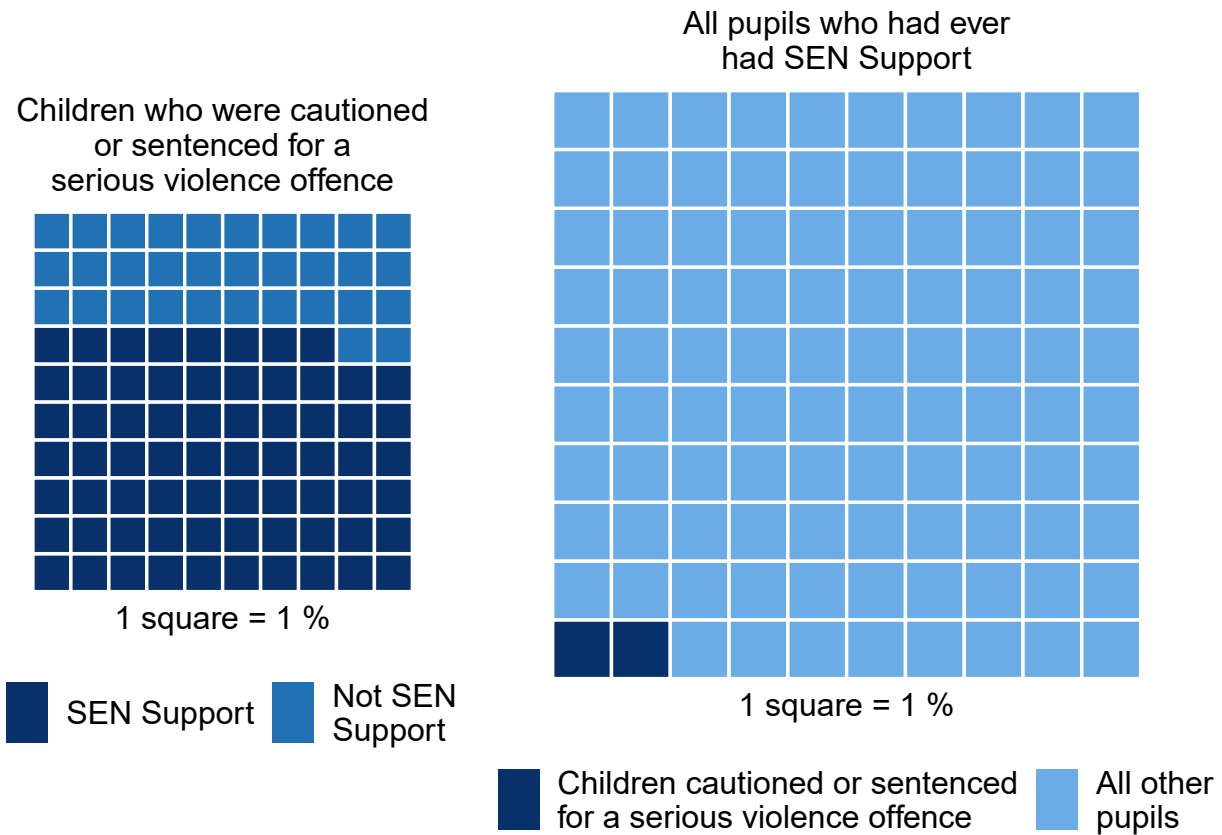 Children who were cautioned
or sentenced for a
serious violence offence
1 square = 1 %
SEN Support
Not SEN
Support
All pupils who had ever
had SEN Support
1 square = 1 %
Children cautioned or sentenced
for a serious violence offence
All other
pupils